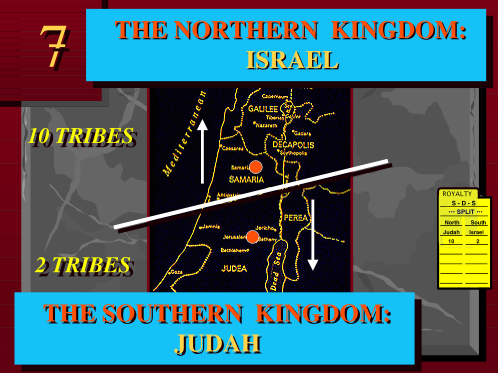 7
THE NORTHERN KINGDOM:
ISRAEL
10 TRIBES
Mediterranean
Capernaum
GALILEE
Tiberias
Nazareth
Gadara
DECAPOLIS
Caesarea
Scythopolis
Samaria
SAMARIA
Antipatris
PEREA
Jamnia
Jericho
Jerusalem
Bethany
Bethlehem
Gaza
JUDEA
Dead Sea
2 TRIBES
ROYALTY
S - D - S
••• SPLIT •••
North South
Judah Israel
10 2
THE SOUTHERN KINGDOM:
JUDAH